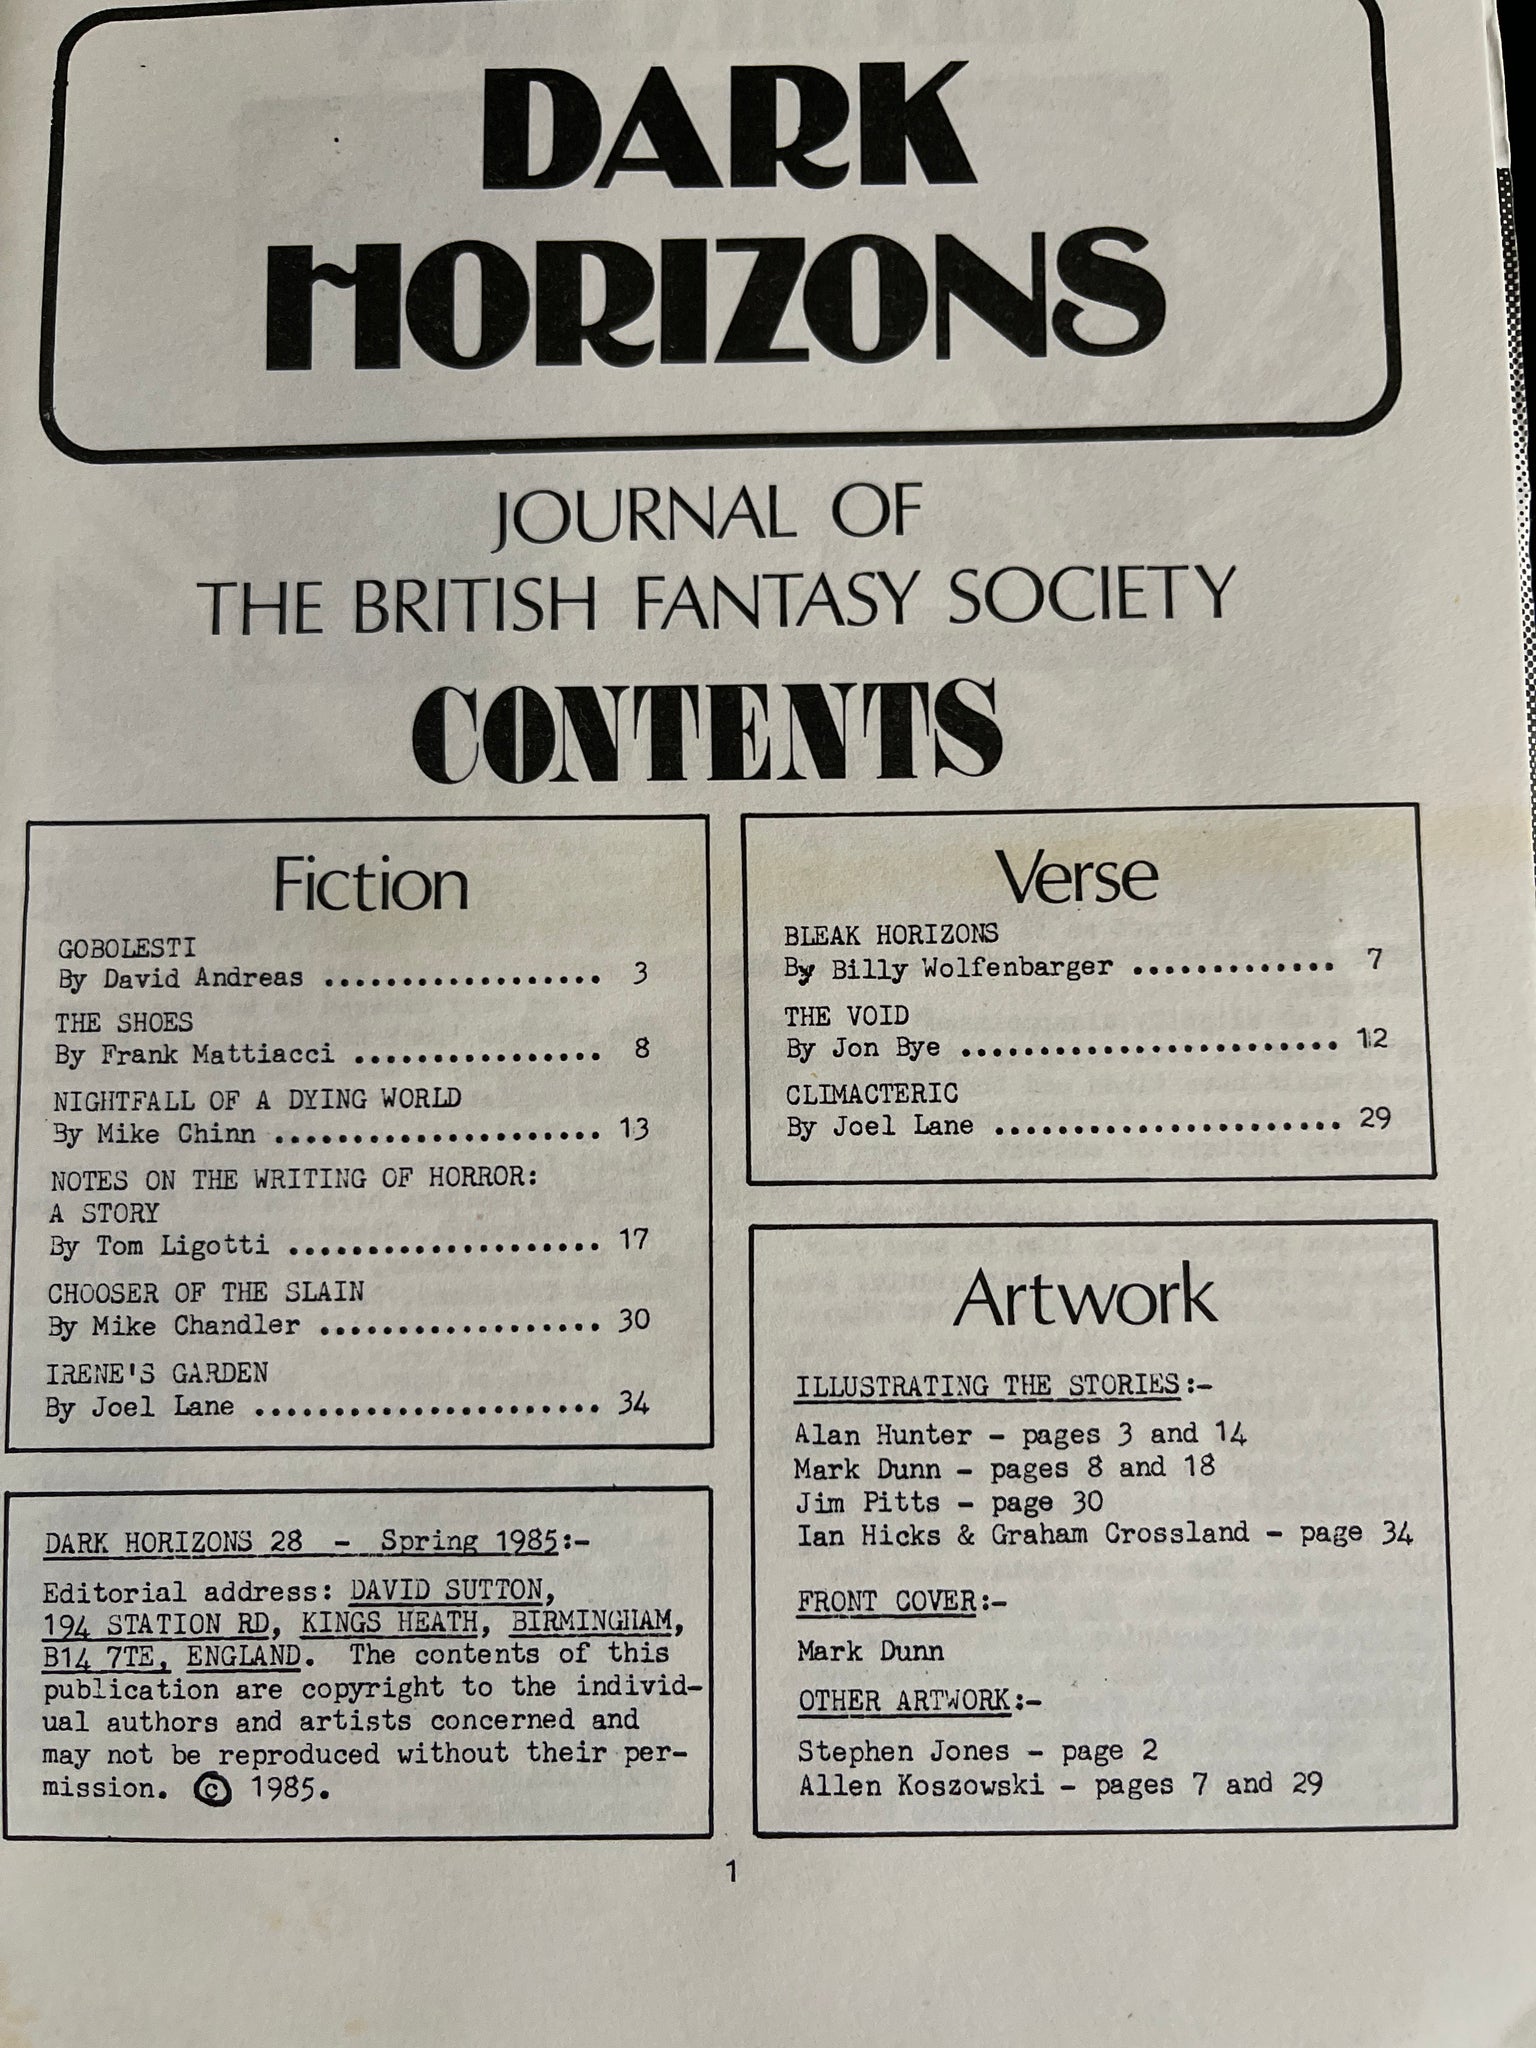 DARK
HORIZONS
JOURNAL OF
THE BRITISH FANTASY SOCIETY
CONTENTS
Fiction
GOBOLESTI
By David Andreas .................. 3
THE SHOES
By Frank Mattiacci ................ 8
NIGHTFALL OF A DYING WORLD
By Mike Chinn ..................... 13
NOTES ON THE WRITING OF HORROR:
A STORY
By Tom Ligotti .................... 17
CHOOSER OF THE SLAIN
By Mike Chandler .................. 30
IRENE'S GARDEN
By Joel Lane ...................... 34
DARK HORIZONS 28 - Spring 1985:-
Editorial address: DAVID SUTTON,
194 STATION RD, KINGS HEATH, BIRMINGHAM,
B14 7TE, ENGLAND. The contents of this
publication are copyright to the individ-
ual authors and artists concerned and
may not be reproduced without their per-
mission. © 1985.
Verse
BLEAK HORIZONS
By Billy Wolfenbarger ............. 7
THE VOID
By Jon Bye ........................ 12
CLIMACTERIC
By Joel Lane ...................... 29
Artwork
ILLUSTRATING THE STORIES:-
Alan Hunter - pages 3 and 14
Mark Dunn - pages 8 and 18
Jim Pitts - page 30
Ian Hicks & Graham Crossland - page 34
FRONT COVER:-
Mark Dunn
OTHER ARTWORK:-
Stephen Jones - page 2
Allen Koszowski - pages 7 and 29
1